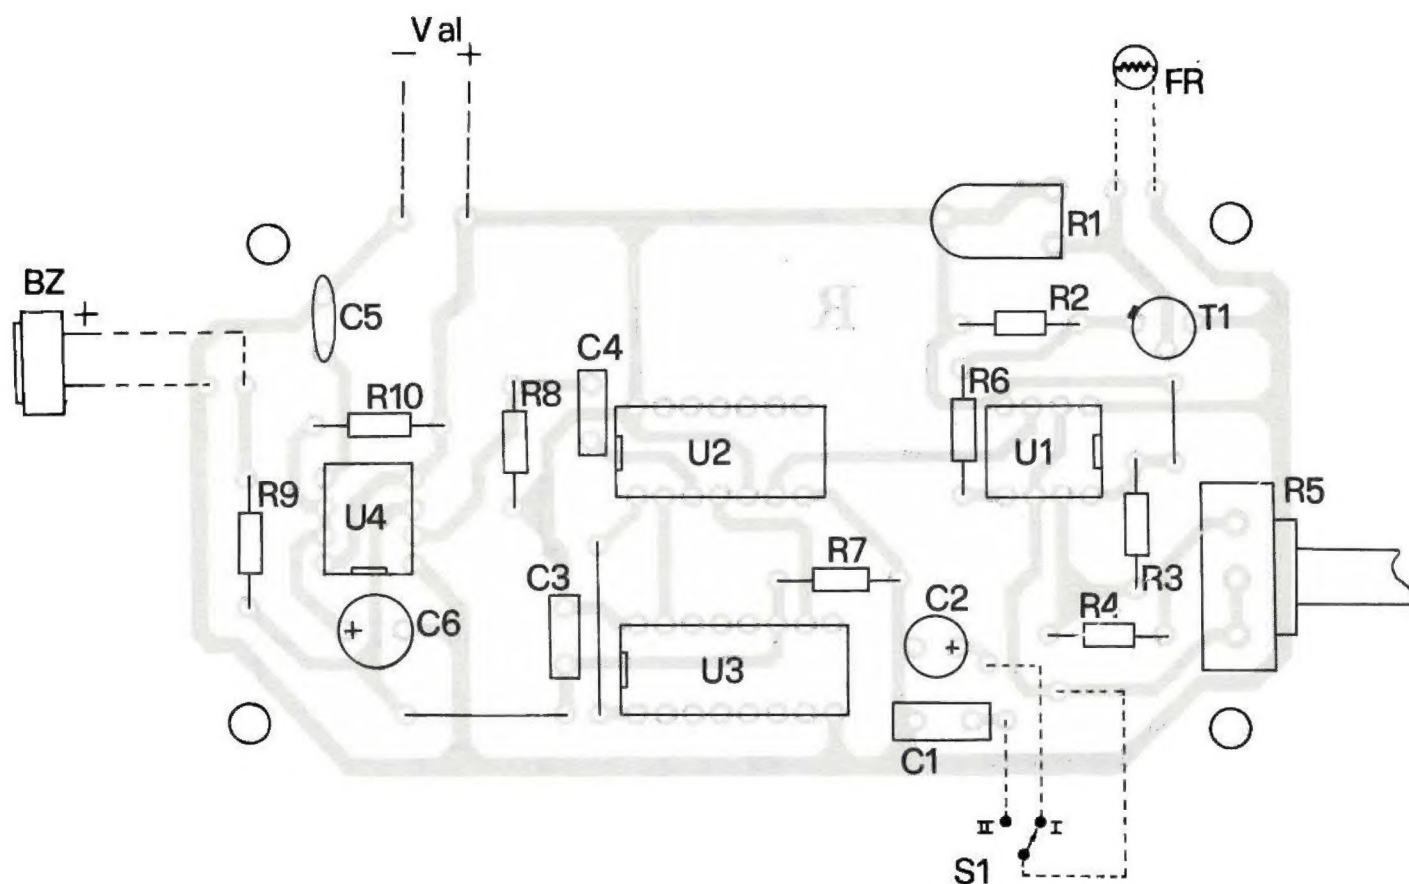 Val
− +
FR
R1
BZ
+
C5
R2
T1
C4
R
R6
R10
R8
U2
U1
R9
U4
R5
R7
C3
R3
C2
R4
+
C6
+
U3
C1
II
I
S1